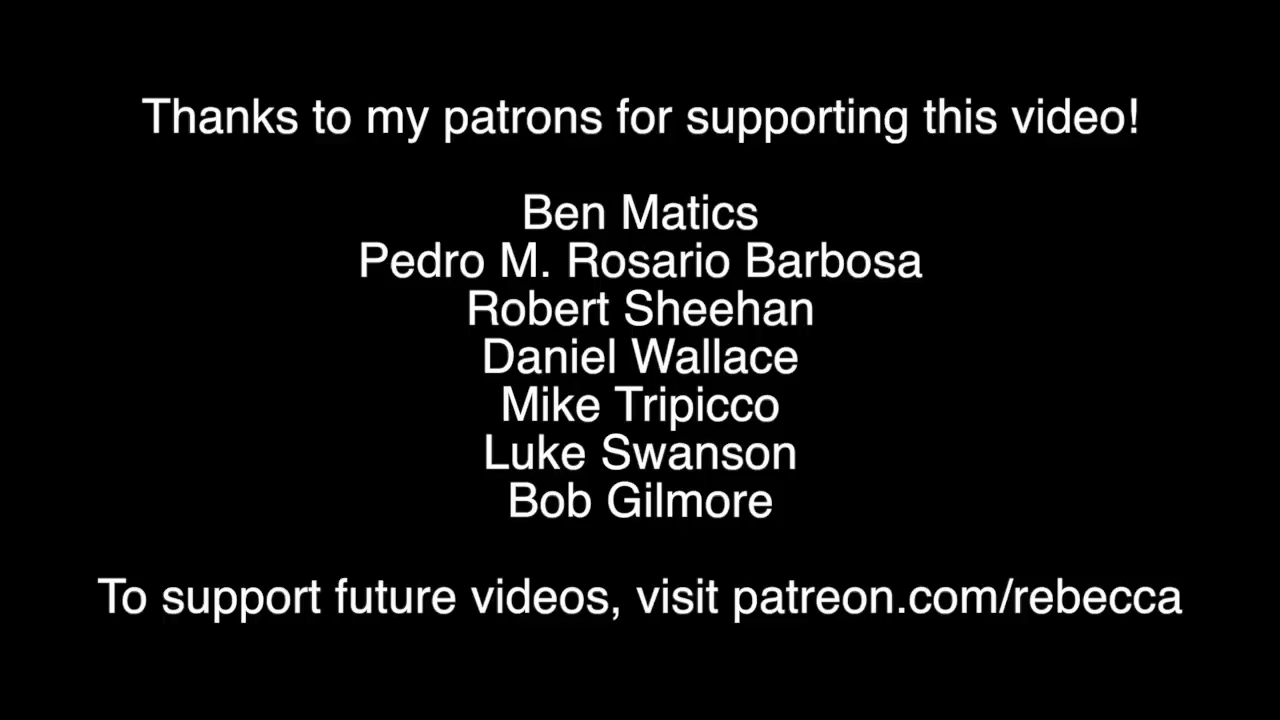 Thanks to my patrons for supporting this video!
Ben Matics
Pedro M. Rosario Barbosa
Robert Sheehan
Daniel Wallace
Mike Tripicco
Luke Swanson
Bob Gilmore
To support future videos, visit patreon.com/rebecca